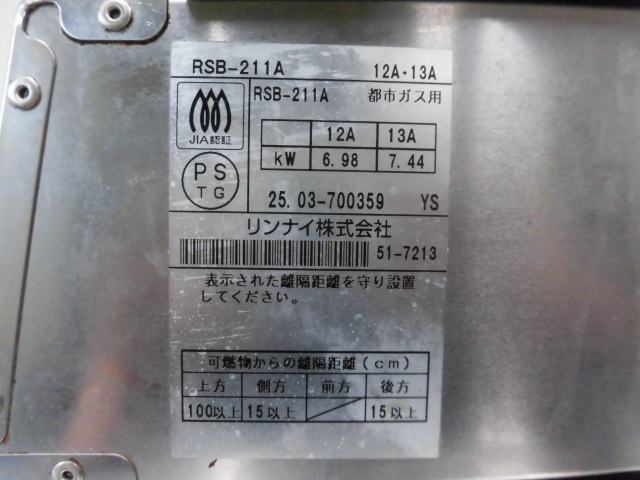 RSB-211A 12A·13A
RSB-211A 都市ガス用
JIA認証
12A 13A
kW 6.98 7.44
PS
TG
25.03-700359 YS
リンナイ株式会社
51-7213
表示された離隔距離を守り設置
してください。
可燃物からの離隔距離(cm)
上方 側方 前方 後方
100以上 15以上 15以上